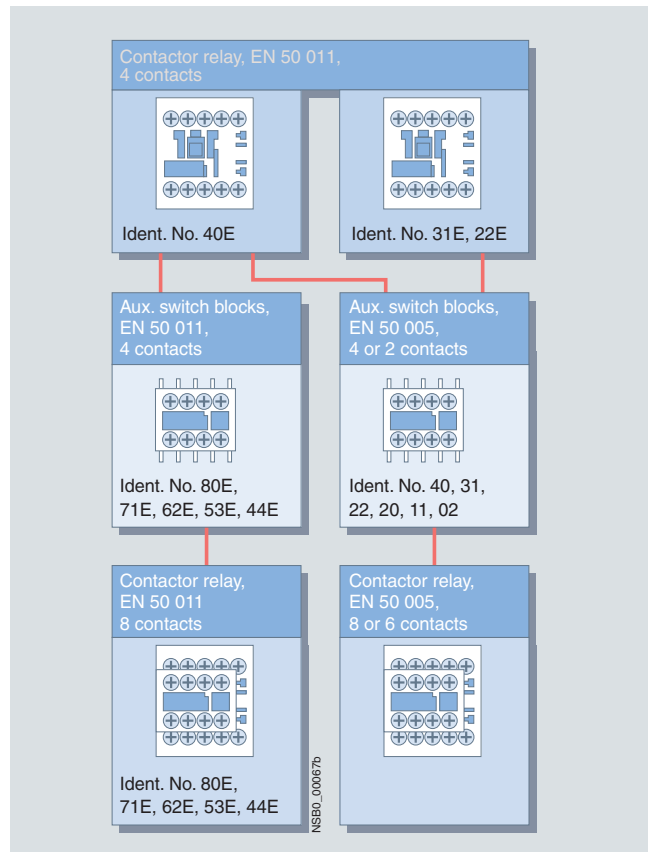 Contactor relay, EN 50 011,
4 contacts
Ident. No. 40E
Ident. No. 31E, 22E
Aux. switch blocks,
EN 50 011,
4 contacts
Ident. No. 80E,
71E, 62E, 53E, 44E
Aux. switch blocks,
EN 50 005,
4 or 2 contacts
Ident. No. 40, 31,
22, 20, 11, 02
Contactor relay,
EN 50 011
8 contacts
Ident. No. 80E,
71E, 62E, 53E, 44E
Contactor relay,
EN 50 005,
8 or 6 contacts
NSB0_00067b